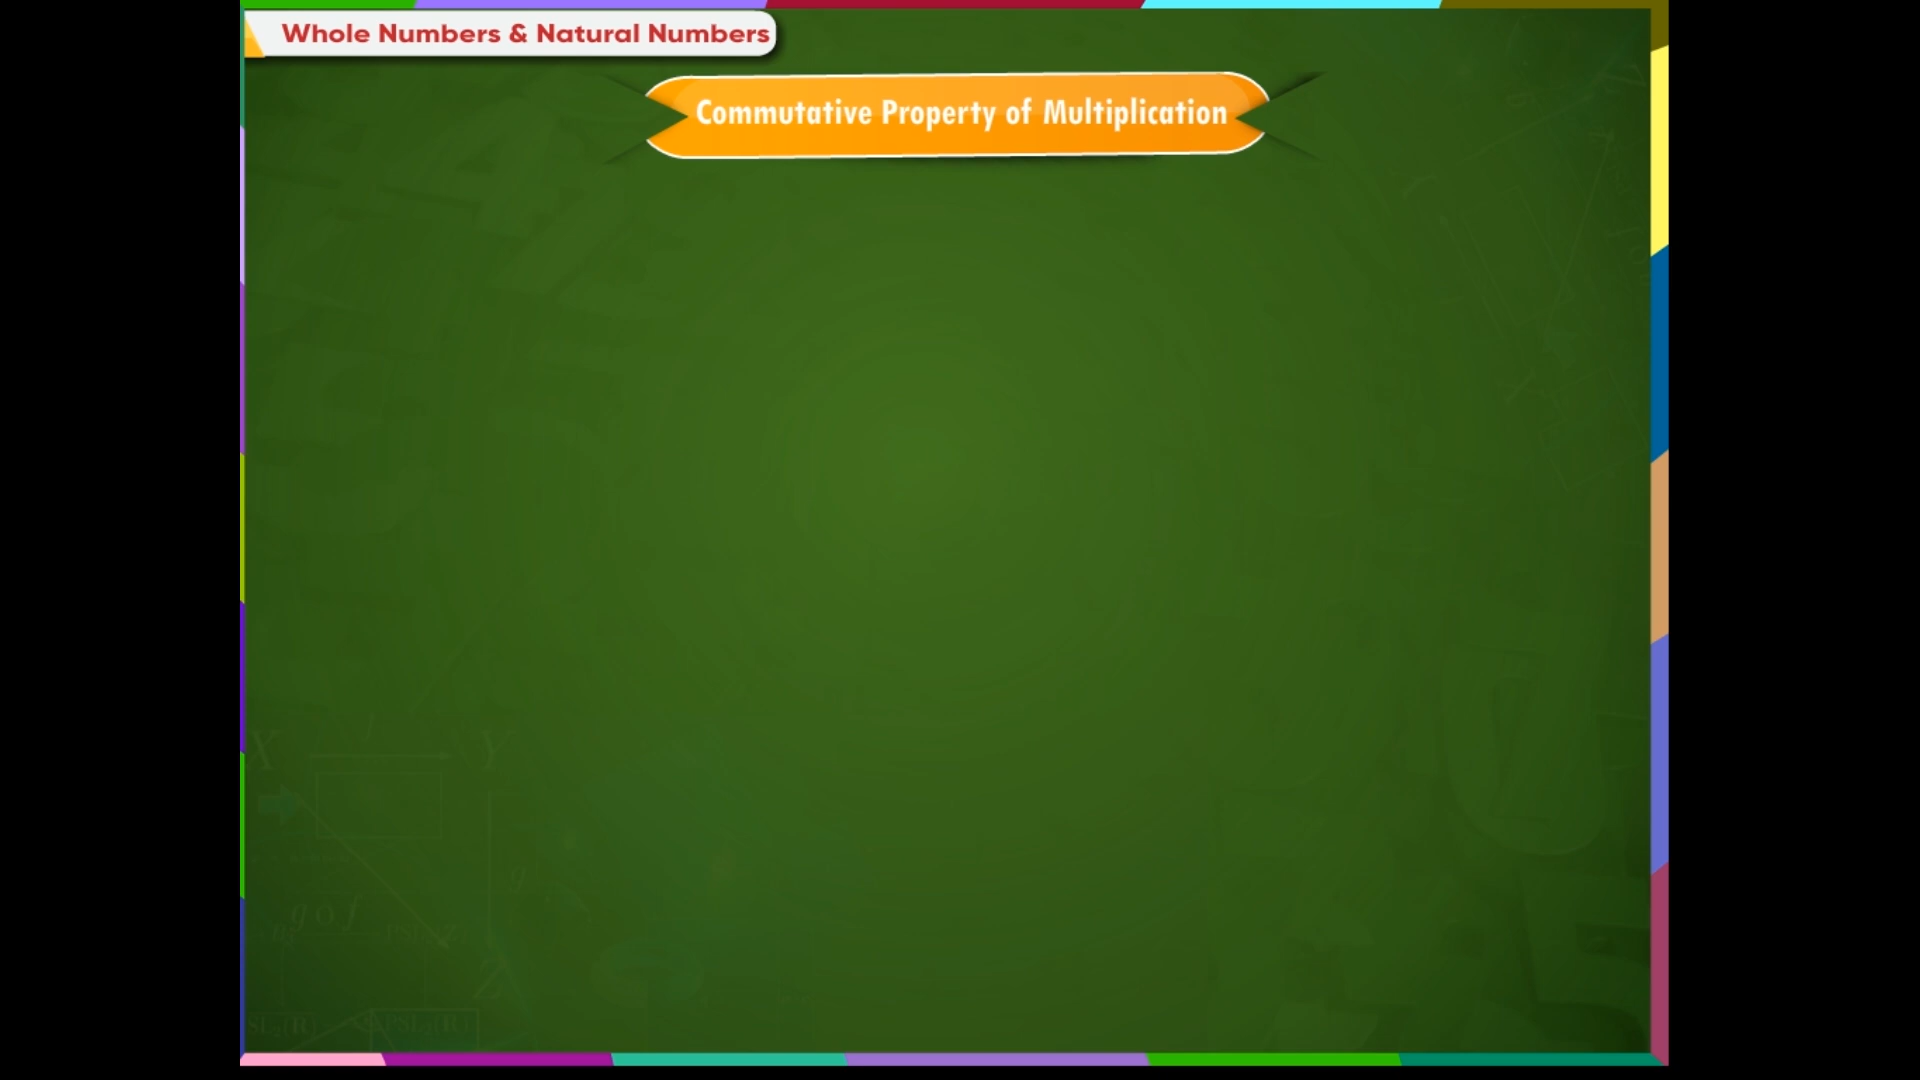 Whole Numbers & Natural Numbers
Commutative Property of Multiplication
X Y
g o f
Z